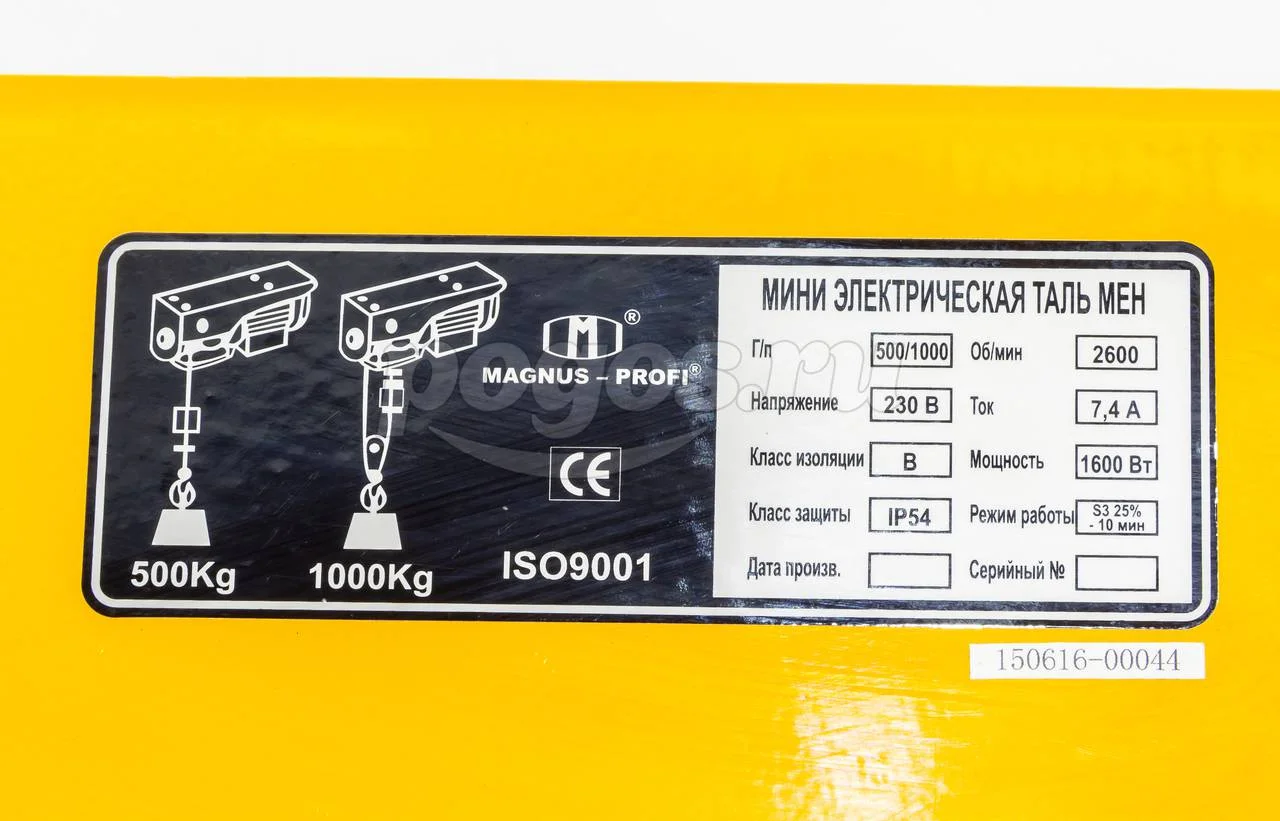 МИНИ ЭЛЕКТРИЧЕСКАЯ ТАЛЬ МЕН
Г/п 500/1000 Об/мин 2600
Напряжение 230 В Ток 7,4 А
Класс изоляции В Мощность 1600 Вт
Класс защиты IP54 Режим работы S3 25%
- 10 мин
Дата произв. Серийный №
M ®
MAGNUS – PROFI®
CE
ISO9001
500Kg
1000Kg
150616-00044
pogos.ru